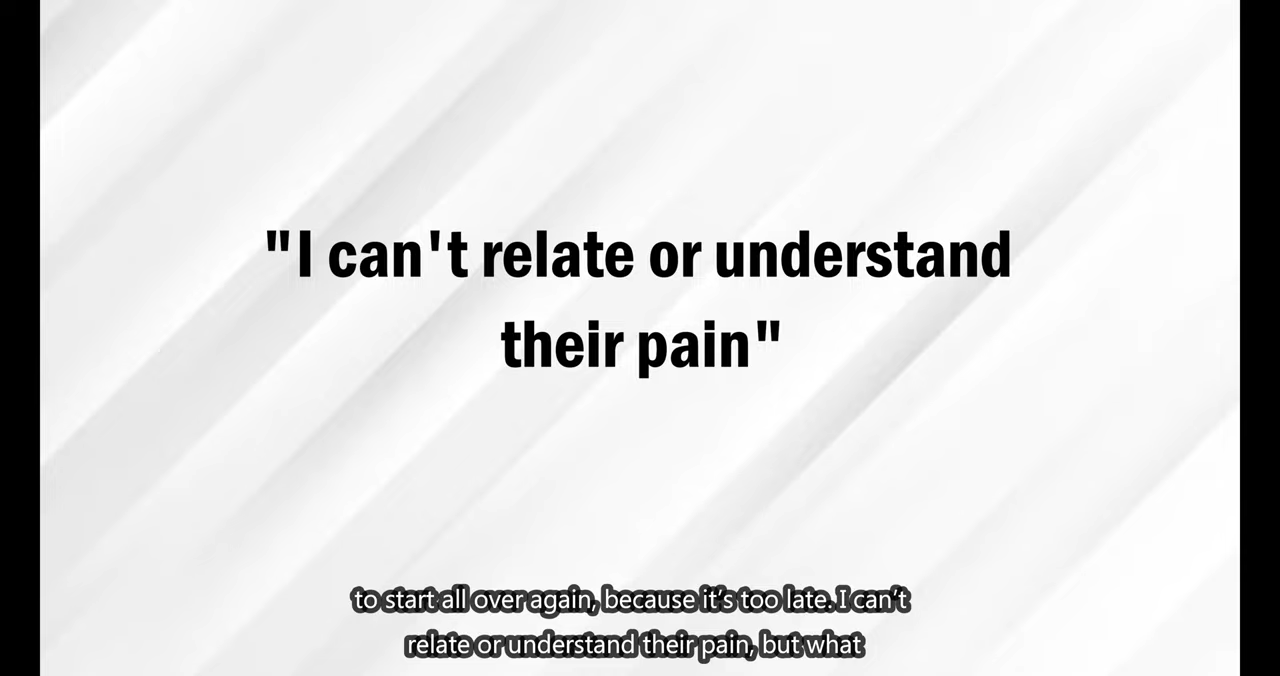 "I can't relate or understand
their pain"
to start all over again, because it’s too late. I can’t
relate or understand their pain, but what